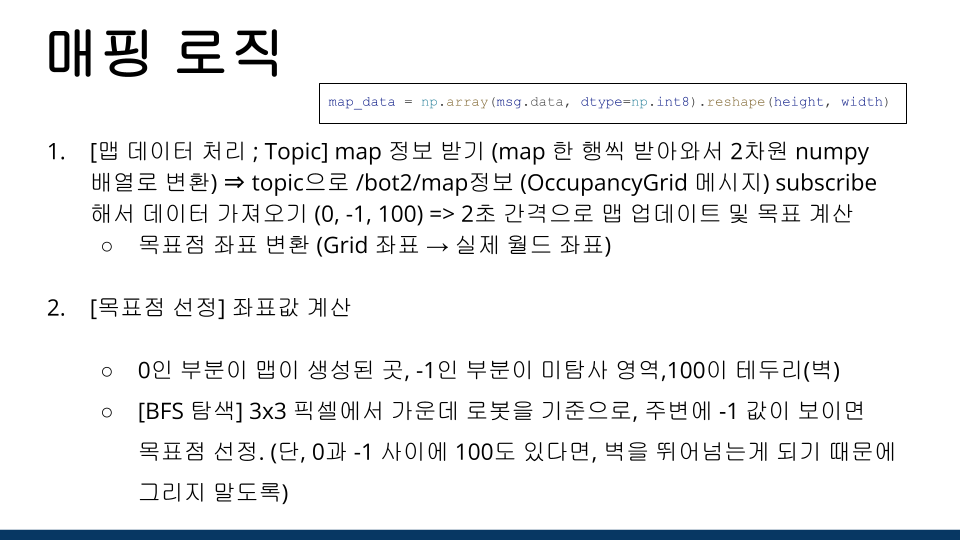 매핑 로직
map_data = np.array(msg.data, dtype=np.int8).reshape(height, width)
1. [맵 데이터 처리 ; Topic] map 정보 받기 (map 한 행씩 받아와서 2차원 numpy
배열로 변환) ⇒ topic으로 /bot2/map정보 (OccupancyGrid 메시지) subscribe
해서 데이터 가져오기 (0, -1, 100) => 2초 간격으로 맵 업데이트 및 목표 계산
○ 목표점 좌표 변환 (Grid 좌표 → 실제 월드 좌표)
2. [목표점 선정] 좌표값 계산
○ 0인 부분이 맵이 생성된 곳, -1인 부분이 미탐사 영역,100이 테두리(벽)
○ [BFS 탐색] 3x3 픽셀에서 가운데 로봇을 기준으로, 주변에 -1 값이 보이면
목표점 선정. (단, 0과 -1 사이에 100도 있다면, 벽을 뛰어넘는게 되기 때문에
그리지 말도록)